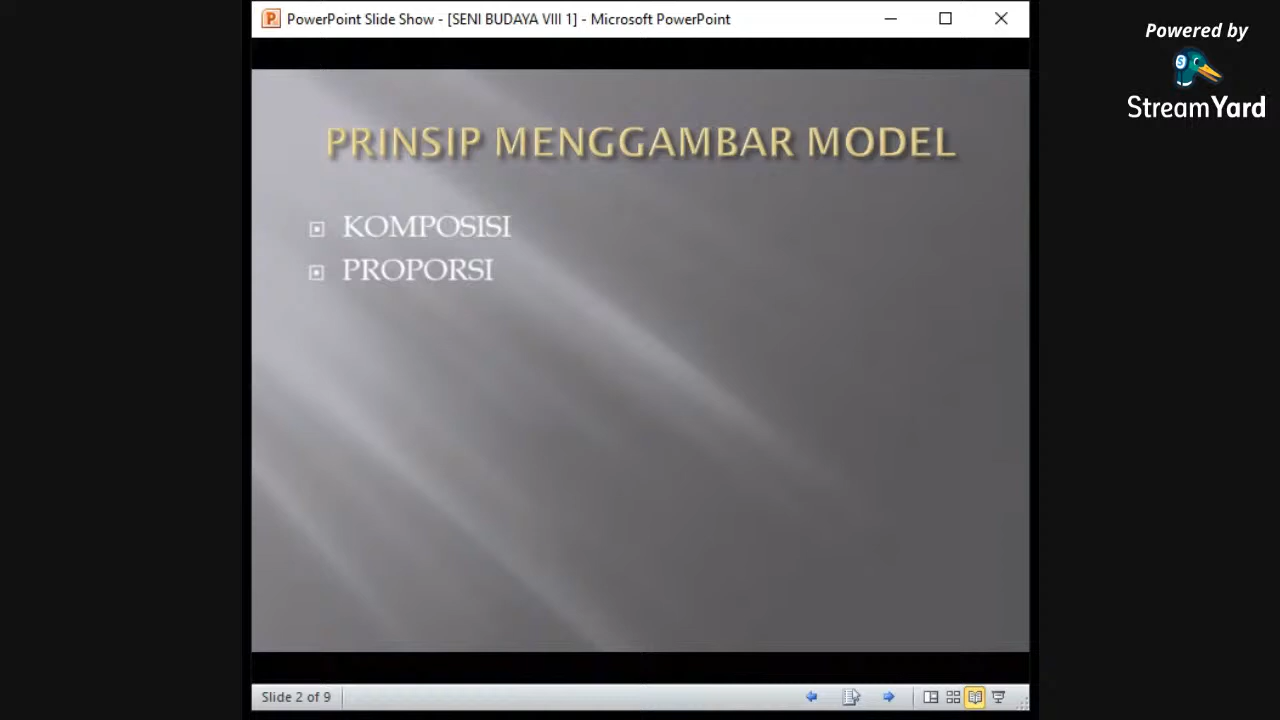 PowerPoint Slide Show - [SENI BUDAYA VIII 1] - Microsoft PowerPoint
Powered by
StreamYard
PRINSIP MENGGAMBAR MODEL
KOMPOSISI
PROPORSI
Slide 2 of 9